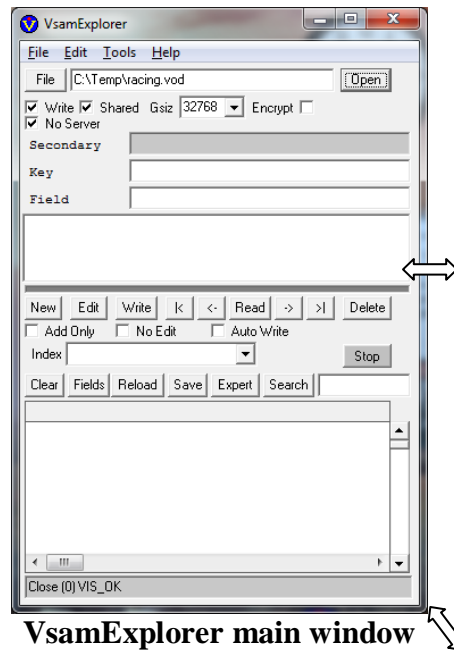 VsamExplorer
File Edit Tools Help
File C:\Temp\racing.vod Open
Write Shared Gsiz 32768 Encrypt
No Server
Secondary
Key
Field
New Edit Write |< <- Read -> >| Delete
Add Only No Edit Auto Write
Index Stop
Clear Fields Reload Save Expert Search
Close (0) VIS_OK
VsamExplorer main window